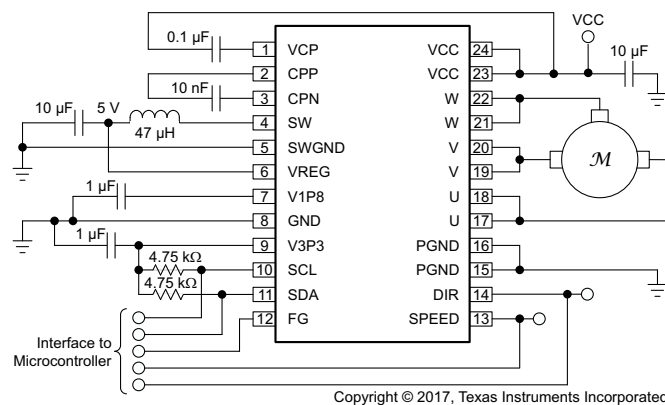 VCC
0.1 µF
10 µF
1 VCP VCC 24
2 CPP VCC 23
10 nF
3 CPN W 22
10 µF 5 V
47 µH
4 SW W 21
5 SWGND V 20
M
6 VREG V 19
1 µF
7 V1P8 U 18
8 GND U 17
1 µF
9 V3P3 PGND 16
4.75 kΩ
10 SCL PGND 15
4.75 kΩ
11 SDA DIR 14
12 FG SPEED 13
Interface to
Microcontroller
Copyright © 2017, Texas Instruments Incorporated